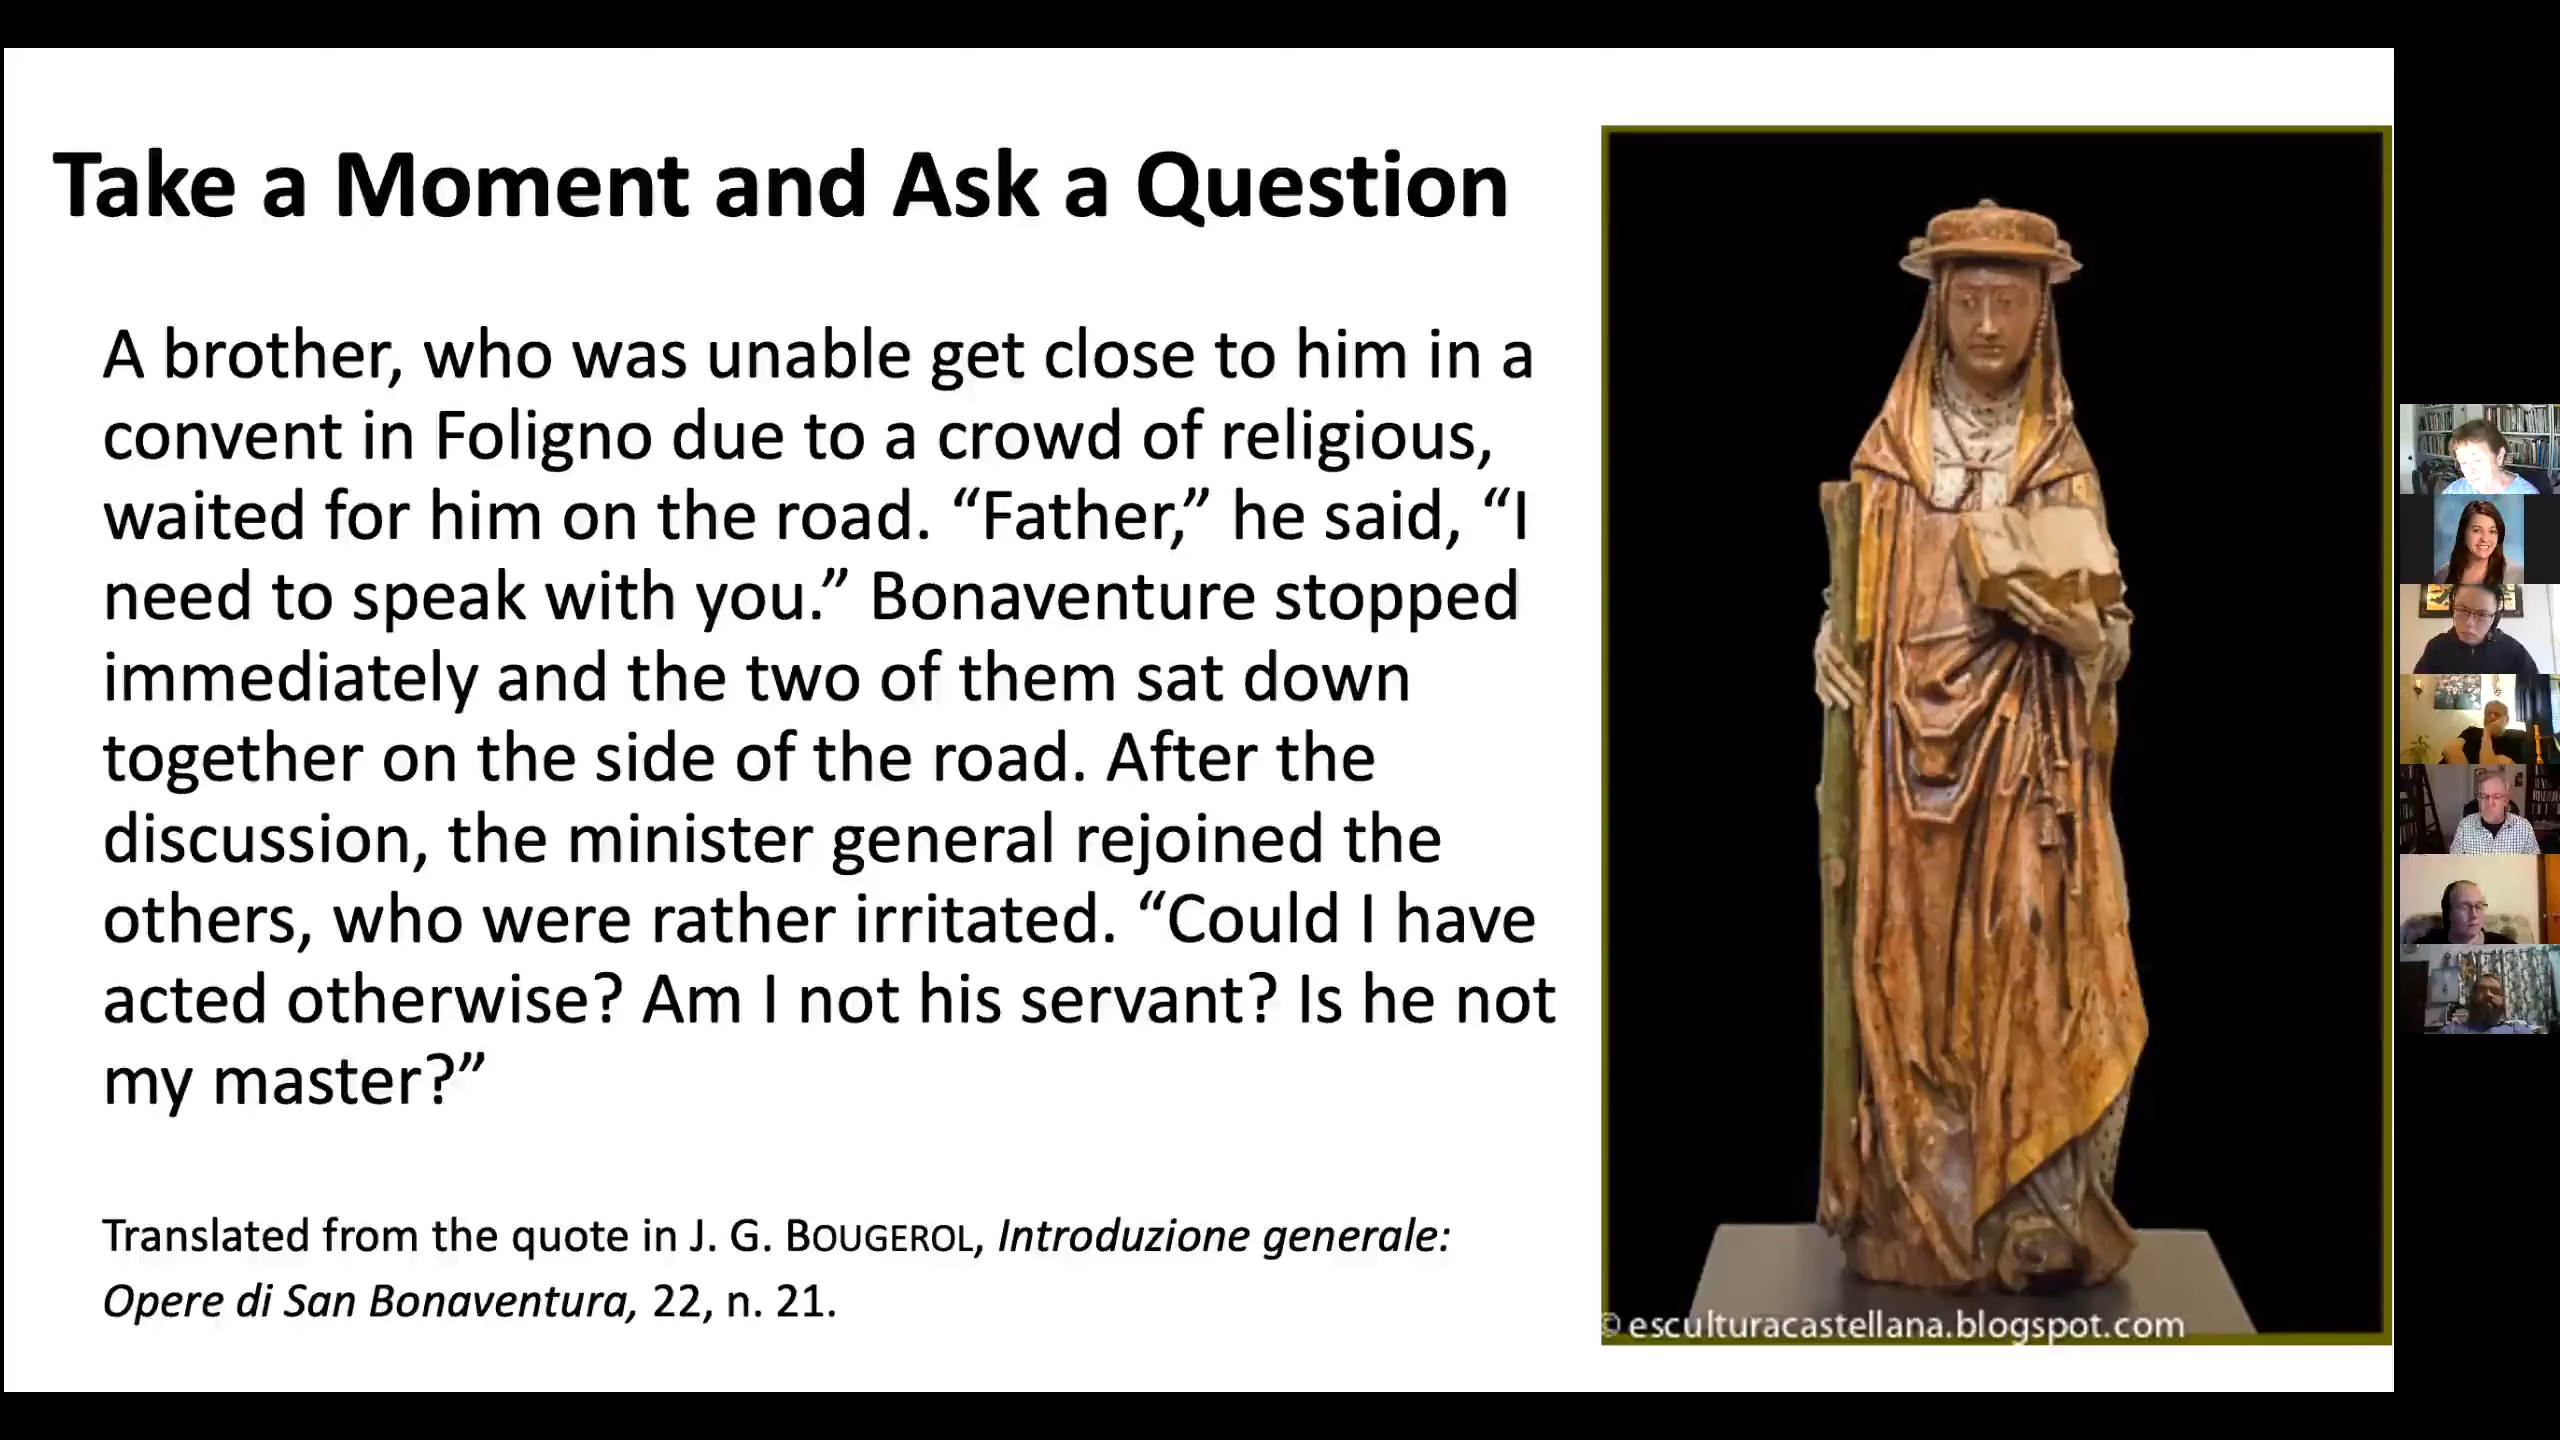 Take a Moment and Ask a Question
A brother, who was unable get close to him in a
convent in Foligno due to a crowd of religious,
waited for him on the road. “Father,” he said, “I
need to speak with you.” Bonaventure stopped
immediately and the two of them sat down
together on the side of the road. After the
discussion, the minister general rejoined the
others, who were rather irritated. “Could I have
acted otherwise? Am I not his servant? Is he not
my master?”
Translated from the quote in J. G. BOUGEROL, Introduzione generale:
Opere di San Bonaventura, 22, n. 21.
© esculturacastellana.blogspot.com